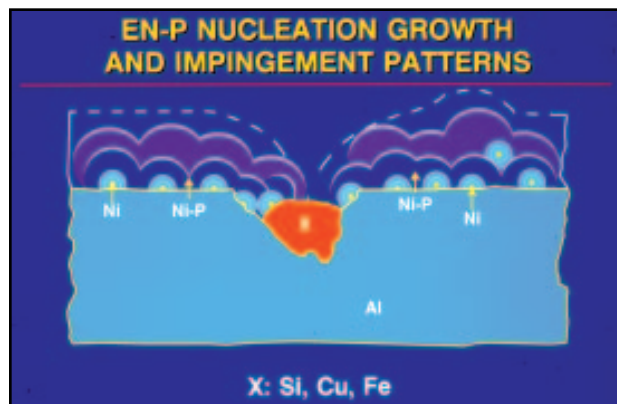 EN-P NUCLEATION GROWTH
AND IMPINGEMENT PATTERNS
Ni Ni-P Ni-P Ni
Al
X: Si, Cu, Fe